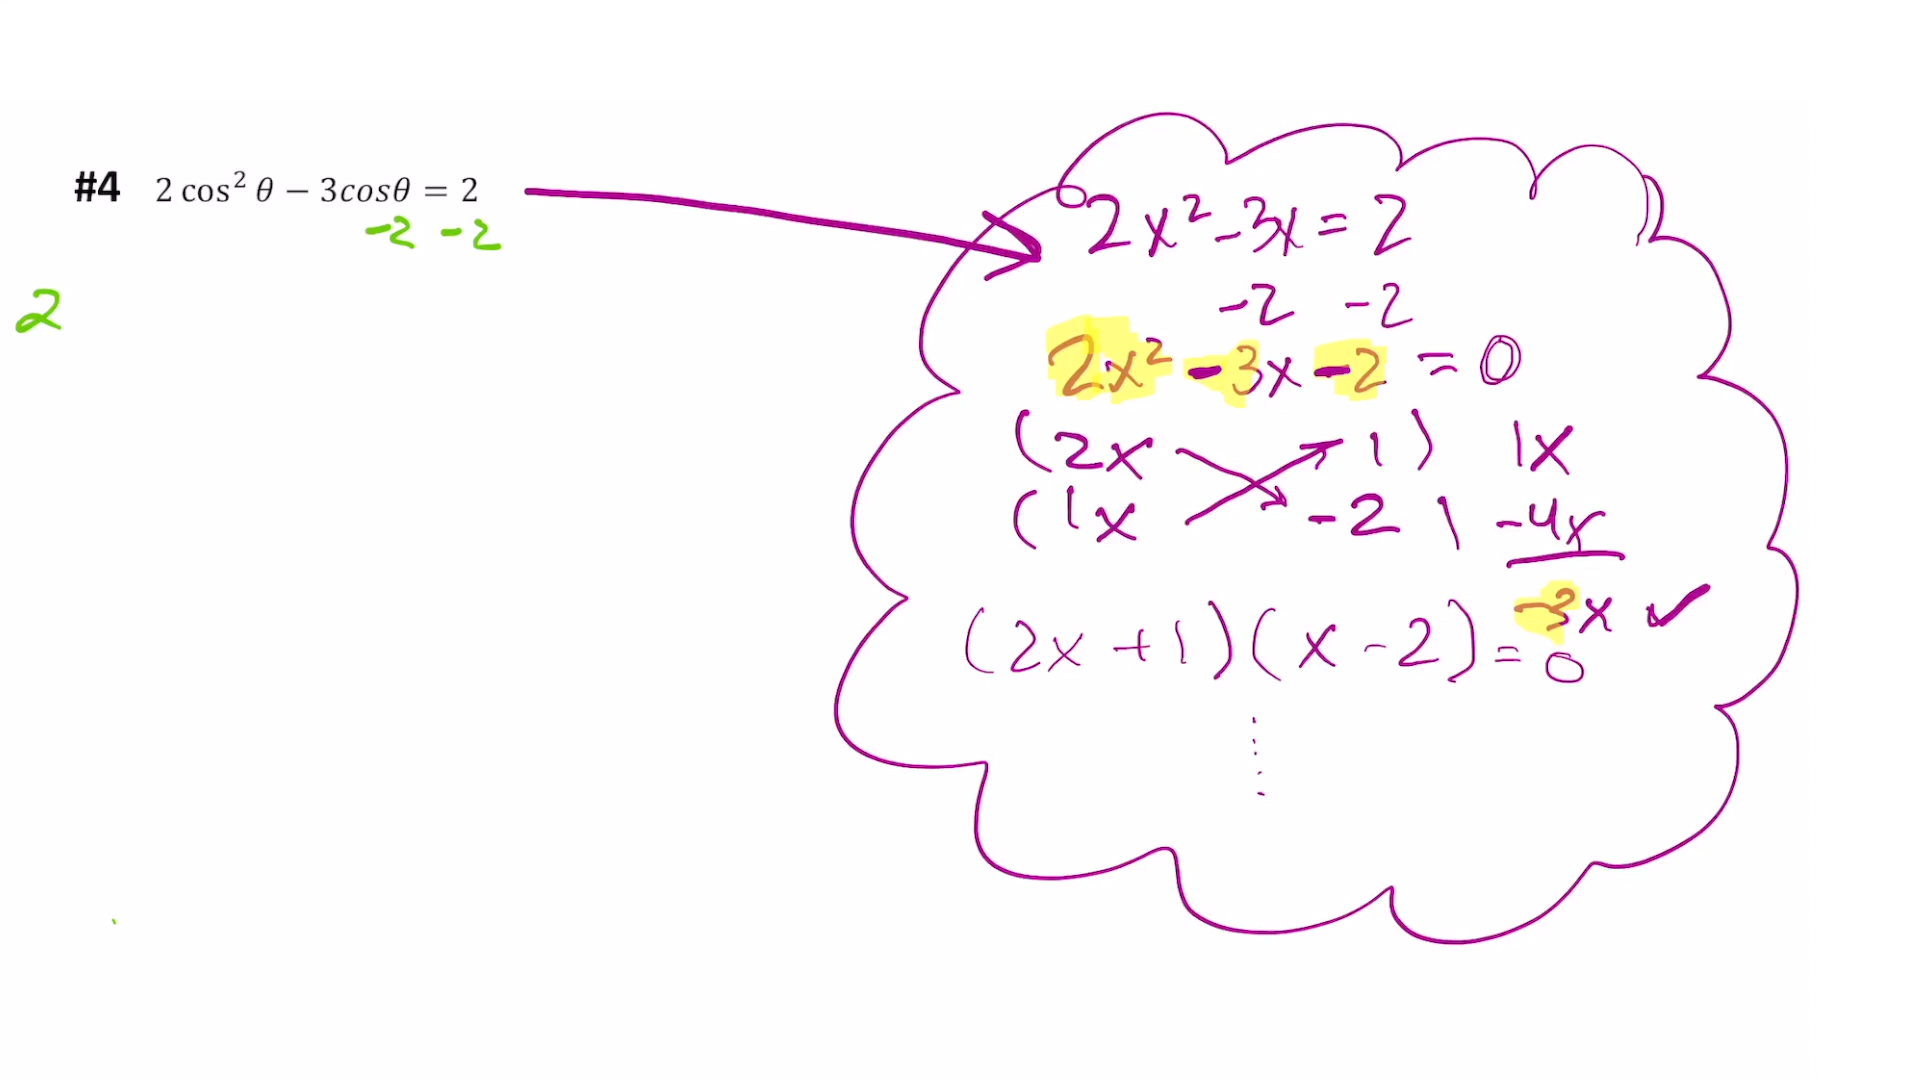 #4 2 cos² θ − 3cosθ = 2
-2 -2
2
2x² -3x = 2
-2 -2
2x² -3x -2 = 0
(2x 1) 1x
(1x -2) -4x
-3x ✓
(2x +1)(x -2) = 0